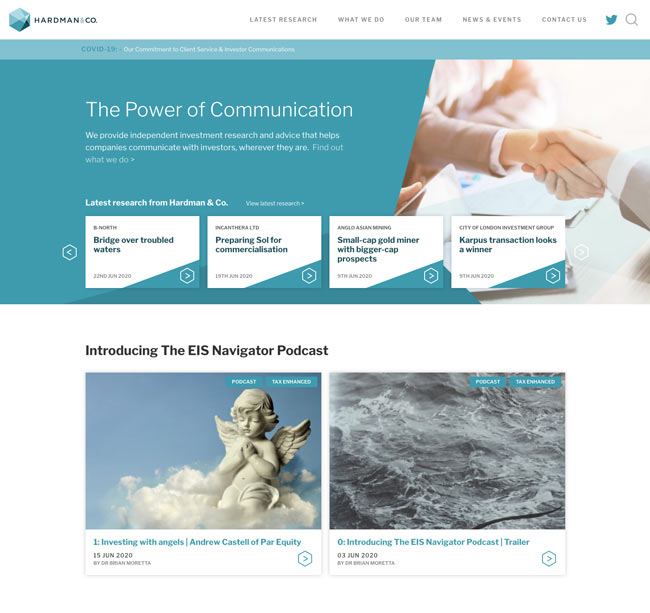 HARDMAN&CO.
LATEST RESEARCH
WHAT WE DO
OUR TEAM
NEWS & EVENTS
CONTACT US
COVID-19: Our Commitment to Client Service & Investor Communications
The Power of Communication
We provide independent investment research and advice that helps
companies communicate with investors, wherever they are. Find out
what we do >
Latest research from Hardman & Co.
View latest research >
B-NORTH
Bridge over troubled
waters
22ND JUN 2020
INCANTHERA LTD
Preparing Sol for
commercialisation
19TH JUN 2020
ANGLO ASIAN MINING
Small-cap gold miner
with bigger-cap
prospects
9TH JUN 2020
CITY OF LONDON INVESTMENT GROUP
Karpus transaction looks
a winner
9TH JUN 2020
Introducing The EIS Navigator Podcast
PODCAST
TAX ENHANCED
1: Investing with angels | Andrew Castell of Par Equity
15 JUN 2020
BY DR BRIAN MORETTA
PODCAST
TAX ENHANCED
0: Introducing The EIS Navigator Podcast | Trailer
03 JUN 2020
BY DR BRIAN MORETTA